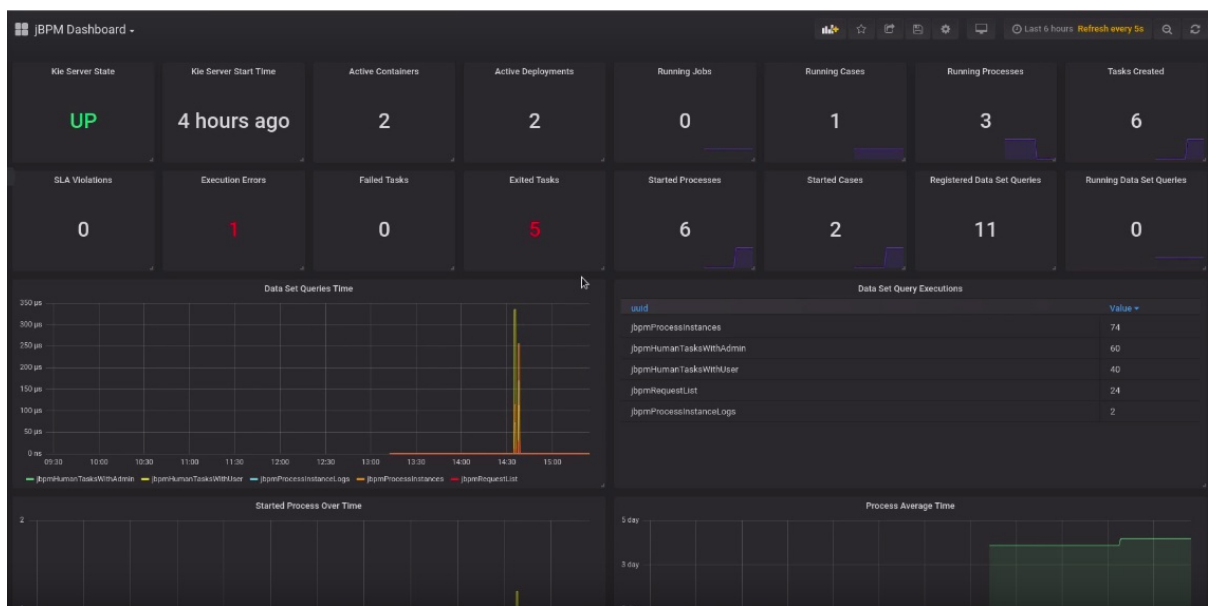 jBPM Dashboard
Last 6 hours Refresh every 5s
Kie Server State
UP
Kie Server Start Time
4 hours ago
Active Containers
2
Active Deployments
2
Running Jobs
0
Running Cases
1
Running Processes
3
Tasks Created
6
SLA Violations
0
Execution Errors
1
Failed Tasks
0
Exited Tasks
5
Started Processes
6
Started Cases
2
Registered Data Set Queries
11
Running Data Set Queries
0
Data Set Queries Time
350 µs
300 µs
250 µs
200 µs
150 µs
100 µs
50 µs
0 ns
09:30 10:00 10:30 11:00 11:30 12:00 12:30 13:00 13:30 14:00 14:30 15:00
jbpmHumanTasksWithAdmin jbpmHumanTasksWithUser jbpmProcessInstanceLogs jbpmProcessInstances jbpmRequestList
Data Set Query Executions
uuid Value
jbpmProcessInstances 74
jbpmHumanTasksWithAdmin 60
jbpmHumanTasksWithUser 40
jbpmRequestList 24
jbpmProcessInstanceLogs 2
Started Process Over Time
2
Process Average Time
5 day
3 day